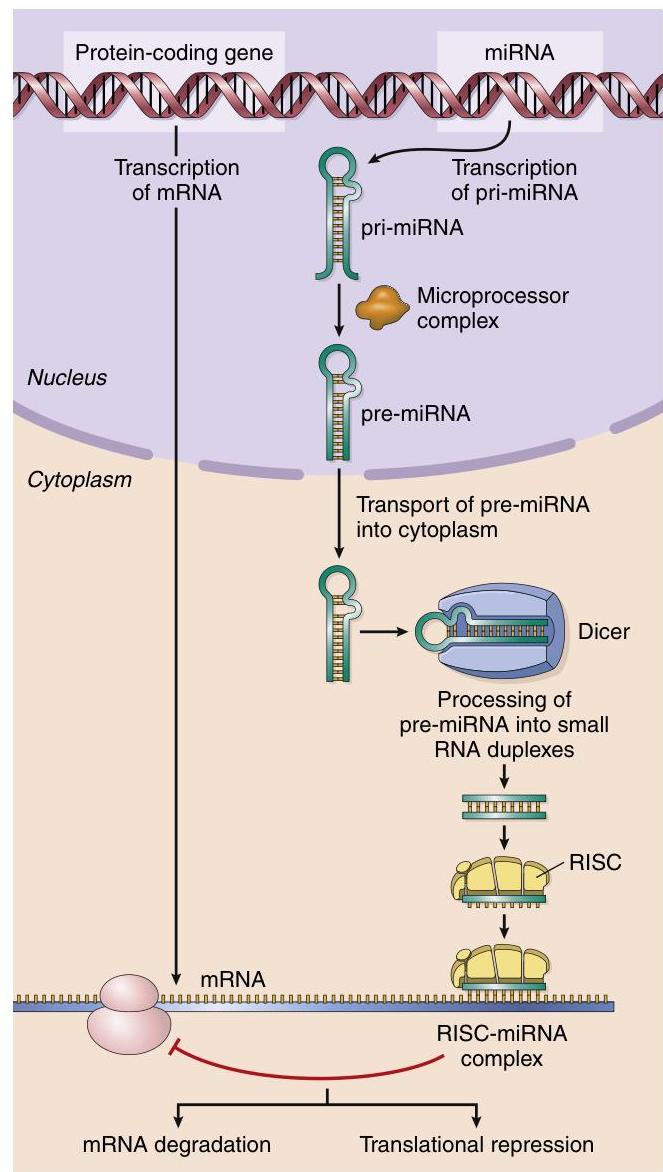 Protein-coding gene
miRNA
Transcription
of mRNA
Transcription
of pri-miRNA
pri-miRNA
Microprocessor
complex
Nucleus
pre-miRNA
Cytoplasm
Transport of pre-miRNA
into cytoplasm
Dicer
Processing of
pre-miRNA into small
RNA duplexes
RISC
mRNA
RISC-miRNA
complex
mRNA degradation
Translational repression